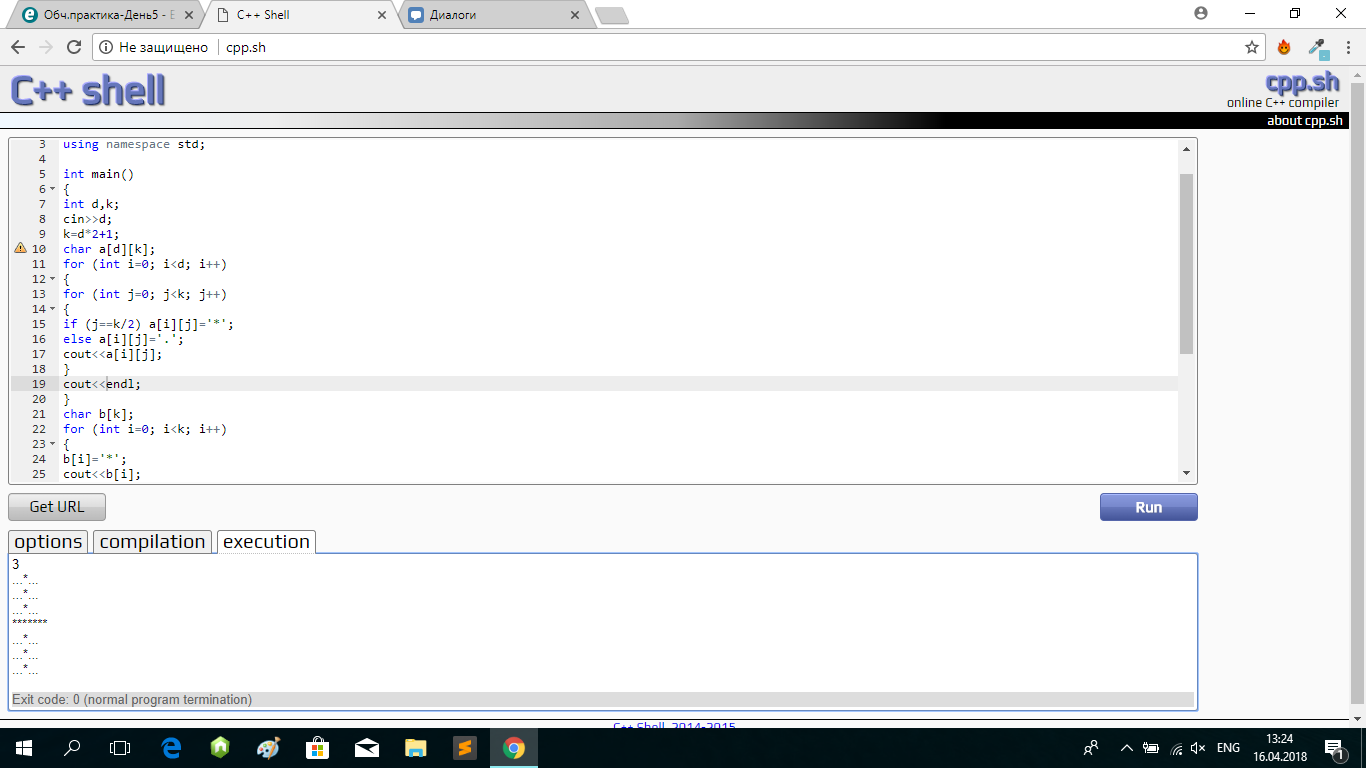 Обч.практика-День5 - E
C++ Shell
Диалоги
Не защищено
cpp.sh
C++ shell
cpp.sh
online C++ compiler
about cpp.sh
3 using namespace std;
4
5 int main()
6 {
7 int d,k;
8 cin>>d;
9 k=d*2+1;
10 char a[d][k];
11 for (int i=0; i<d; i++)
12 {
13 for (int j=0; j<k; j++)
14 {
15 if (j==k/2) a[i][j]='*';
16 else a[i][j]='.';
17 cout<<a[i][j];
18 }
19 cout<<endl;
20 }
21 char b[k];
22 for (int i=0; i<k; i++)
23 {
24 b[i]='*';
25 cout<<b[i];
Get URL
Run
options compilation execution
3
...*...
...*...
...*...
*******
...*...
...*...
...*...
Exit code: 0 (normal program termination)
C++ Shell, 2014-2015
ENG
13:24
16.04.2018
1